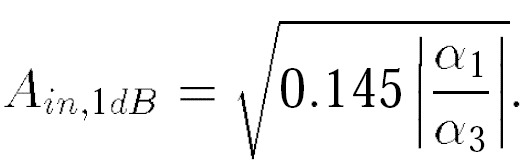 $A_{in,1dB} = \sqrt{0.145 \left| \frac{\alpha_1}{\alpha_3} \right|}.$